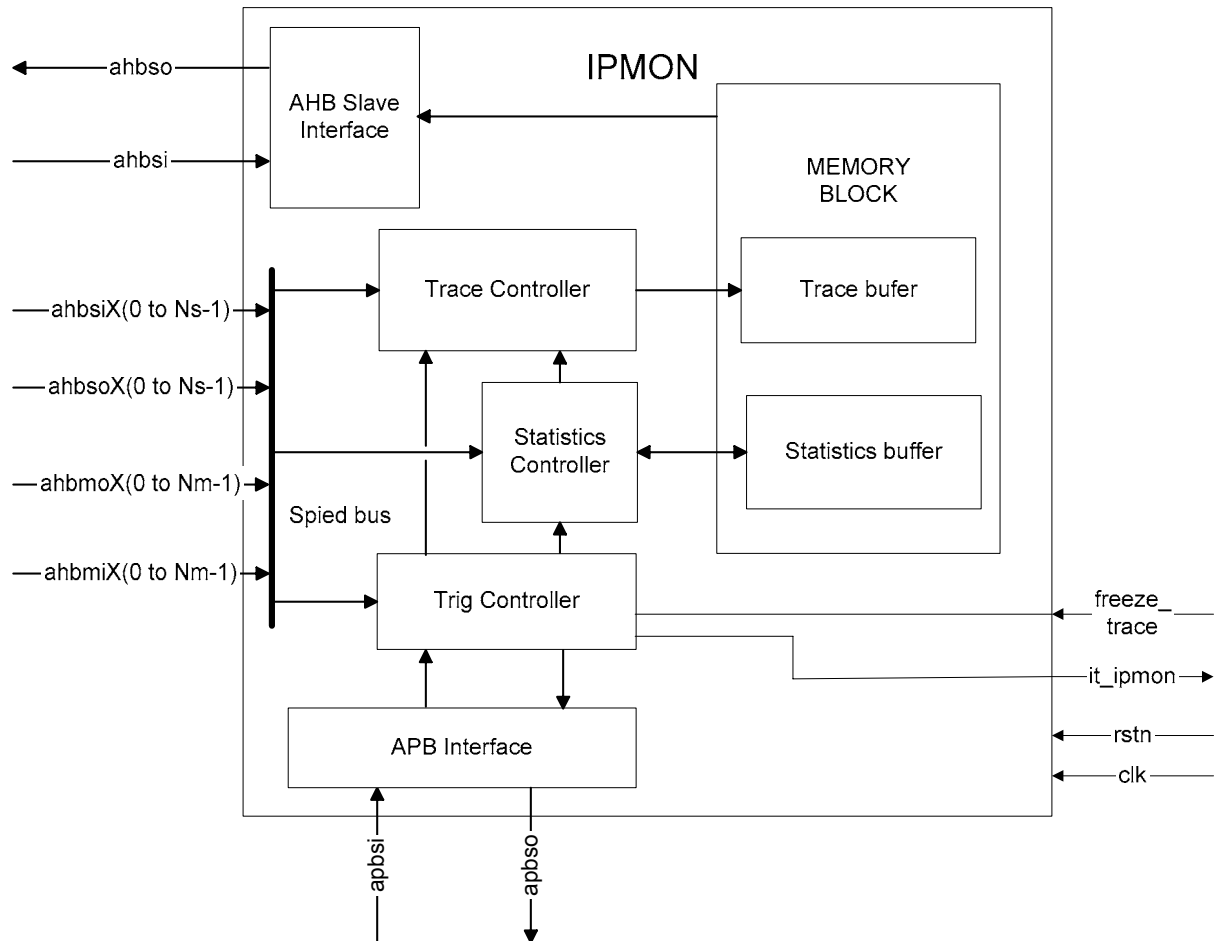 IPMON
ahbso
AHB Slave
Interface
ahbsi
MEMORY
BLOCK
Trace Controller
Trace bufer
ahbsiX(0 to Ns-1)
ahbsoX(0 to Ns-1)
Statistics
Controller
Statistics buffer
ahbmoX(0 to Nm-1)
Spied bus
ahbmiX(0 to Nm-1)
Trig Controller
freeze_
trace
it_ipmon
rstn
APB Interface
clk
apbsi
apbso